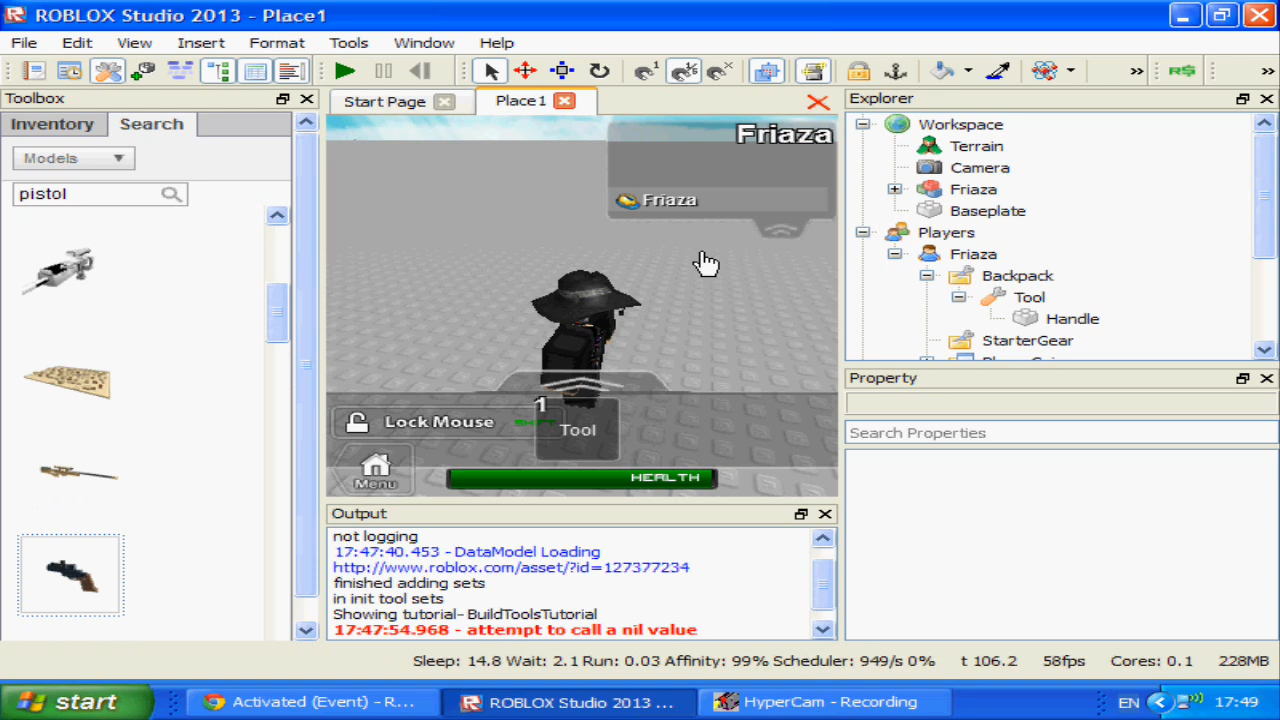 ROBLOX Studio 2013 - Place1
File Edit View Insert Format Tools Window Help
R$
Toolbox
Inventory Search
Models
pistol
Start Page Place1
Friaza
Friaza
1
Lock Mouse SHIFT
Tool
Menu
HEALTH
Output
not logging
17:47:40.453 - DataModel Loading
http://www.roblox.com/asset/?id=127377234
finished adding sets
in init tool sets
Showing tutorial- BuildToolsTutorial
17:47:54.968 - attempt to call a nil value
Explorer
Workspace
Terrain
Camera
Friaza
Baseplate
Players
Friaza
Backpack
Tool
Handle
StarterGear
Property
Search Properties
Sleep: 14.8 Wait: 2.1 Run: 0.03 Affinity: 99% Scheduler: 949/s 0% t 106.2 58fps Cores: 0.1 228MB
start Activated (Event) - R... ROBLOX Studio 2013 ... HyperCam - Recording EN 17:49